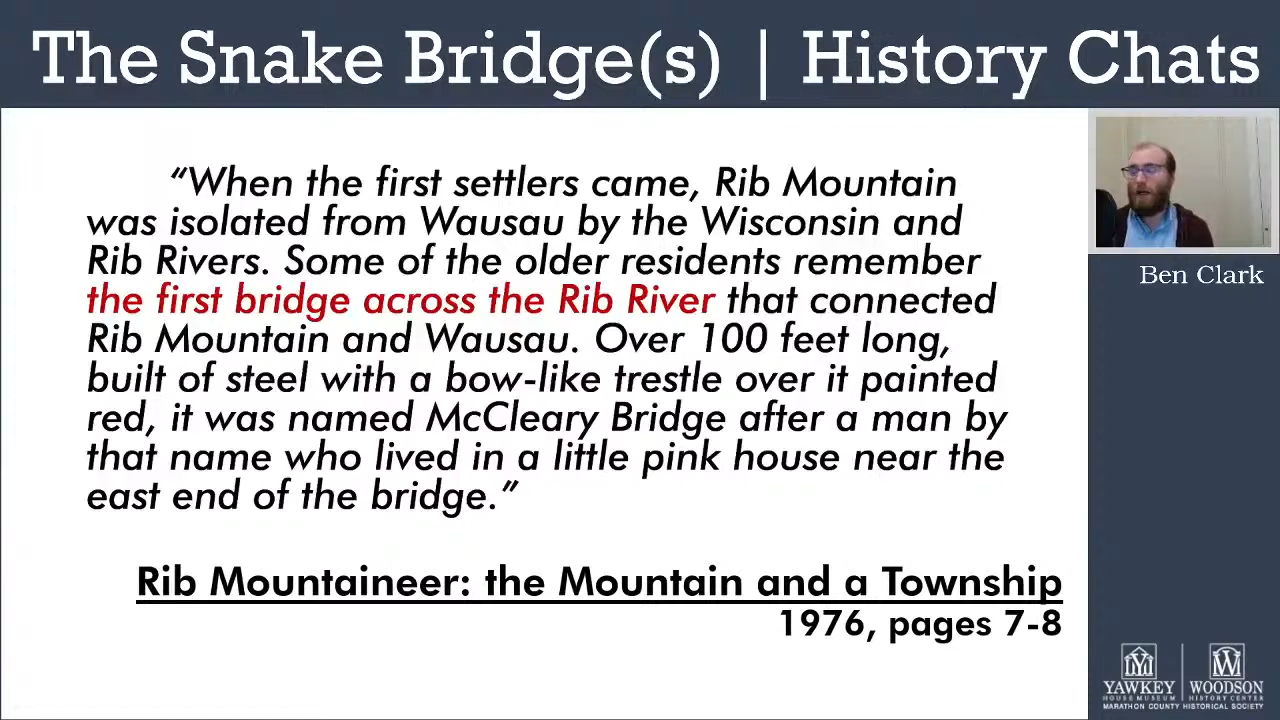 The Snake Bridge(s) | History Chats
“When the first settlers came, Rib Mountain
was isolated from Wausau by the Wisconsin and
Rib Rivers. Some of the older residents remember
the first bridge across the Rib River that connected
Rib Mountain and Wausau. Over 100 feet long,
built of steel with a bow-like trestle over it painted
red, it was named McCleary Bridge after a man by
that name who lived in a little pink house near the
east end of the bridge.”
Rib Mountaineer: the Mountain and a Township
1976, pages 7-8
Ben Clark
YAWKEY
HOUSE MUSEUM
WOODSON
HISTORY CENTER
MARATHON COUNTY HISTORICAL SOCIETY